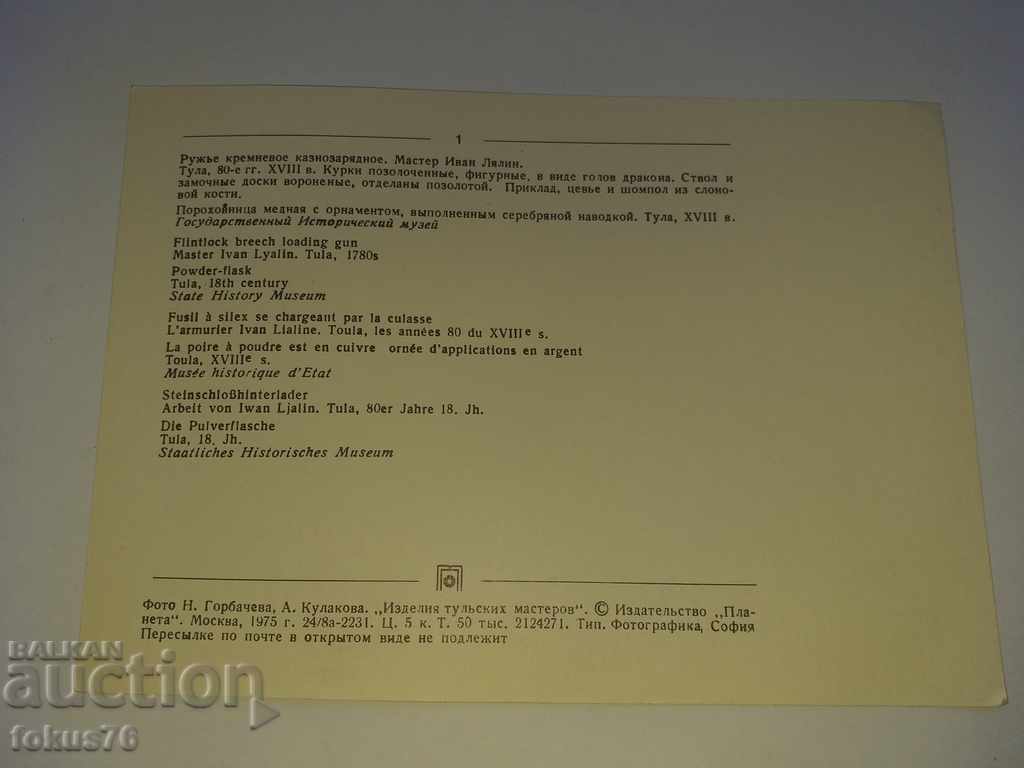 1
Ружье кремневое казнозарядное. Мастер Иван Лялин.
Тула, 80-е гг. XVIII в. Курки позолоченные, фигурные, в виде голов дракона. Ствол и
замочные доски вороненые, отделаны позолотой. Приклад, цевье и шомпол из слоно-
вой кости.
Порохойница медная с орнаментом, выполненным серебряной наводкой. Тула, XVIII в.
Государственный Исторический музей
Flintlock breech loading gun
Master Ivan Lyalin. Tula, 1780s
Powder-flask
Tula, 18th century
State History Museum
Fusil à silex se chargeant par la culasse
L'armurier Ivan Lialine. Toula, les années 80 du XVIIIe s.
La poire à poudre est en cuivre ornée d'applications en argent
Toula, XVIIIe s.
Musée historique d'Etat
Steinschloßhinterlader
Arbeit von Iwan Ljalin. Tula, 80er Jahre 18. Jh.
Die Pulverflasche
Tula, 18. Jh.
Staatliches Historisches Museum
Фото Н. Горбачева, А. Кулакова. „Изделия тульских мастеров“. © Издательство „Пла-
нета“. Москва, 1975 г. 24/8а-2231. Ц. 5 к. Т. 50 тыс. 2124271. Тип. Фотографика, София
Пересылке по почте в открытом виде не подлежит
BALKAN
auction
fokus76